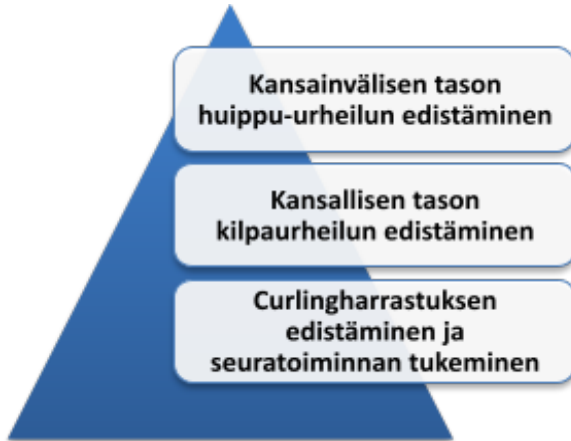 Kansainvälisen tason
huippu-urheilun edistäminen
Kansallisen tason
kilpaurheilun edistäminen
Curlingharrastuksen
edistäminen ja
seuratoiminnan tukeminen